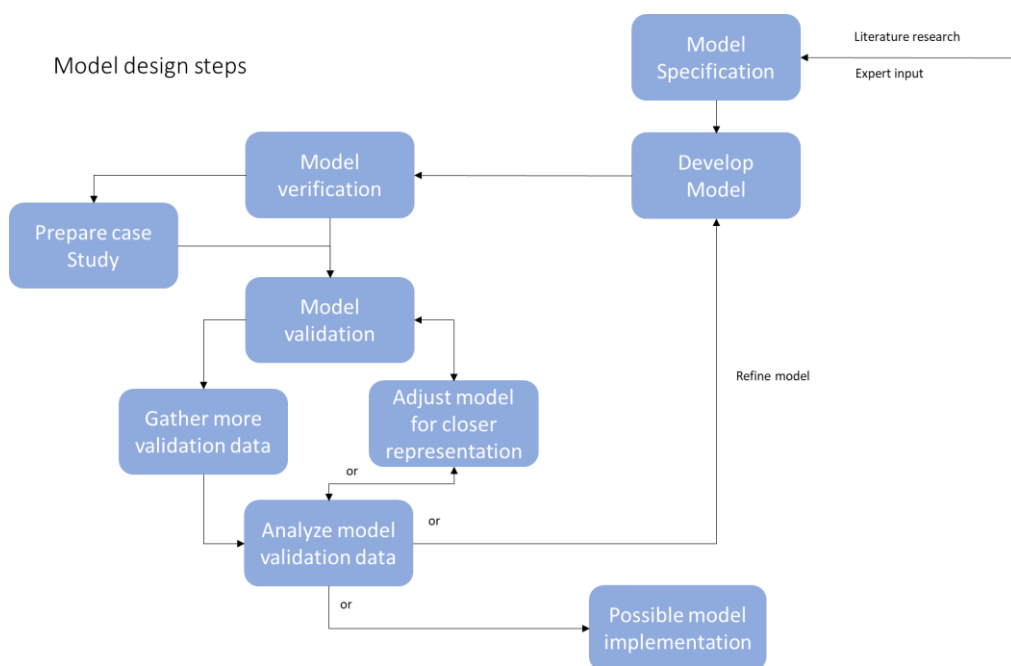 Model design steps
Model
Specification
Literature research
Expert input
Develop
Model
Model
verification
Prepare case
Study
Model
validation
Refine model
Adjust model
for closer
representation
Gather more
validation data
or
Analyze model
validation data
or
or
Possible model
implementation